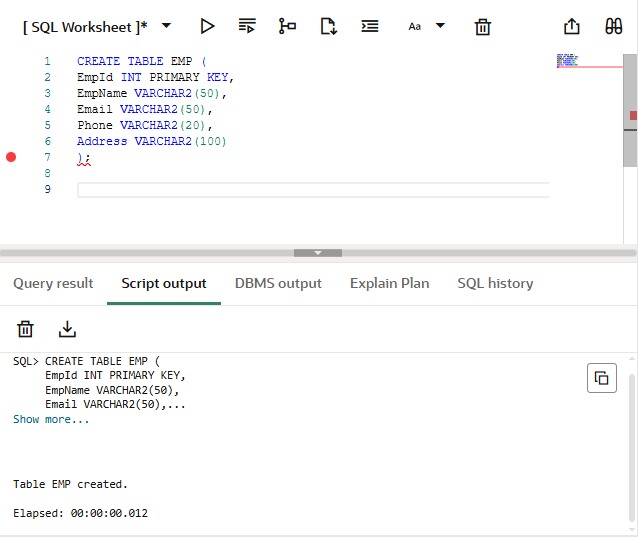 [ SQL Worksheet ]* Aa
1 CREATE TABLE EMP (
2 EmpId INT PRIMARY KEY,
3 EmpName VARCHAR2(50),
4 Email VARCHAR2(50),
5 Phone VARCHAR2(20),
6 Address VARCHAR2(100)
7 );
8
9
Query result Script output DBMS output Explain Plan SQL history
SQL> CREATE TABLE EMP (
EmpId INT PRIMARY KEY,
EmpName VARCHAR2(50),
Email VARCHAR2(50),...
Show more...
Table EMP created.
Elapsed: 00:00:00.012